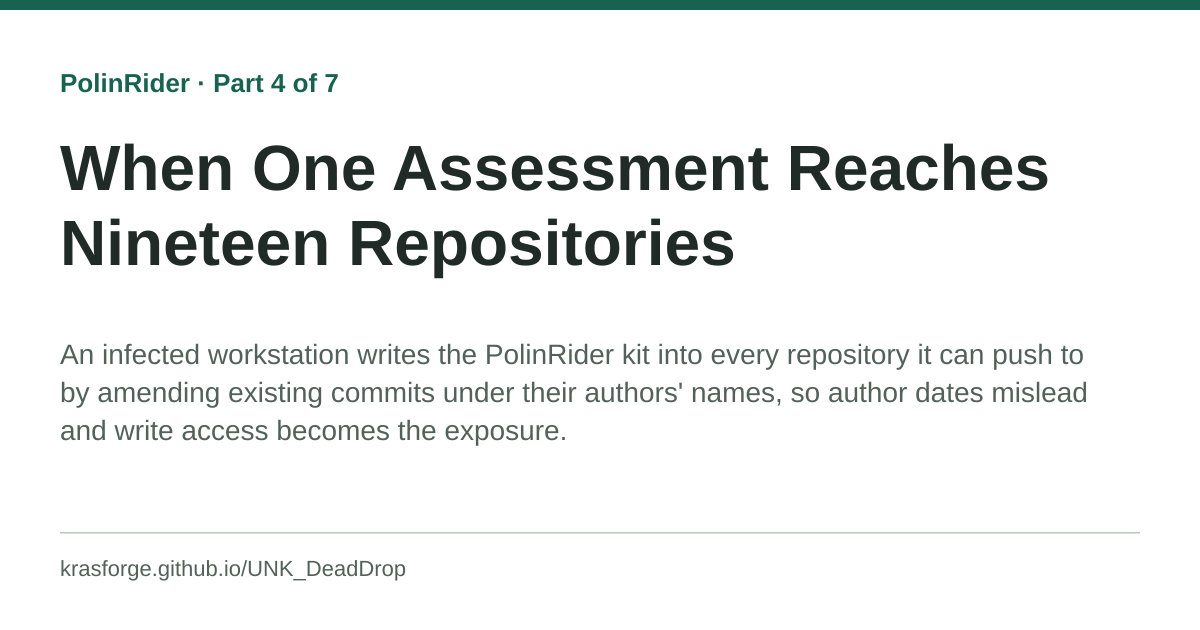 PolinRider · Part 4 of 7
When One Assessment Reaches
Nineteen Repositories
An infected workstation writes the PolinRider kit into every repository it can push to
by amending existing commits under their authors' names, so author dates mislead
and write access becomes the exposure.
krasforge.github.io/UNK_DeadDrop